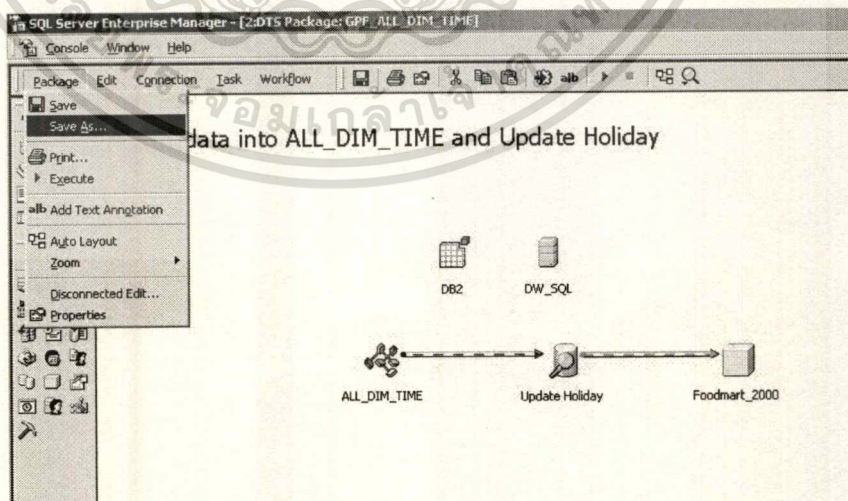 SQL Server Enterprise Manager - [2:DTS Package: GPF_ALL_DIM_TIME]
Console Window Help
Package Edit Connection Task Workflow
alb
Save
Save As...
Print...
Execute
alb Add Text Annotation
Auto Layout
Zoom
Disconnected Edit...
Properties
data into ALL_DIM_TIME and Update Holiday
DB2
DW_SQL
ALL_DIM_TIME
Update Holiday
Foodmart_2000